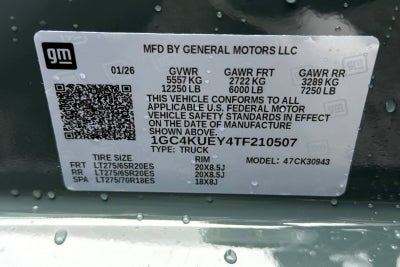 gm
MFD BY GENERAL MOTORS LLC
01/26 GVWR GAWR FRT GAWR RR
5557 KG 2722 KG 3289 KG
12250 LB 6000 LB 7250 LB
THIS VEHICLE CONFORMS TO ALL
APPLICABLE U.S. FEDERAL MOTOR
VEHICLE SAFETY STANDARDS IN EFFECT
ON THE DATE OF MANUFACTURE
1GC4KUEY4TF210507
TYPE: TRUCK
TIRE SIZE RIM MODEL: 47CK30943
FRT LT275/65R20ES 20X8.5J
RR LT275/65R20ES 20X8.5J
SPA LT275/70R18ES 18X8J